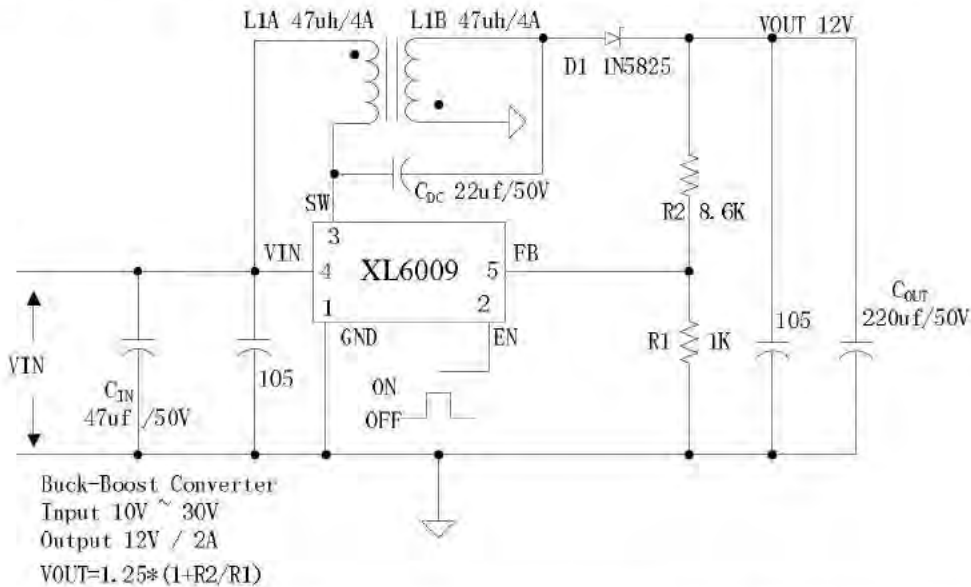 L1A 47uh/4A
L1B 47uh/4A
VOUT 12V
D1 1N5825
CDC 22uf/50V
SW
R2 8.6K
3
VIN
4
XL6009
5
FB
1
2
GND
EN
COUT
220uf/50V
105
R1
1K
VIN
105
CIN
47uf/50V
ON
OFF
Buck-Boost Converter
Input 10V ~ 30V
Output 12V / 2A
VOUT=1.25*(1+R2/R1)